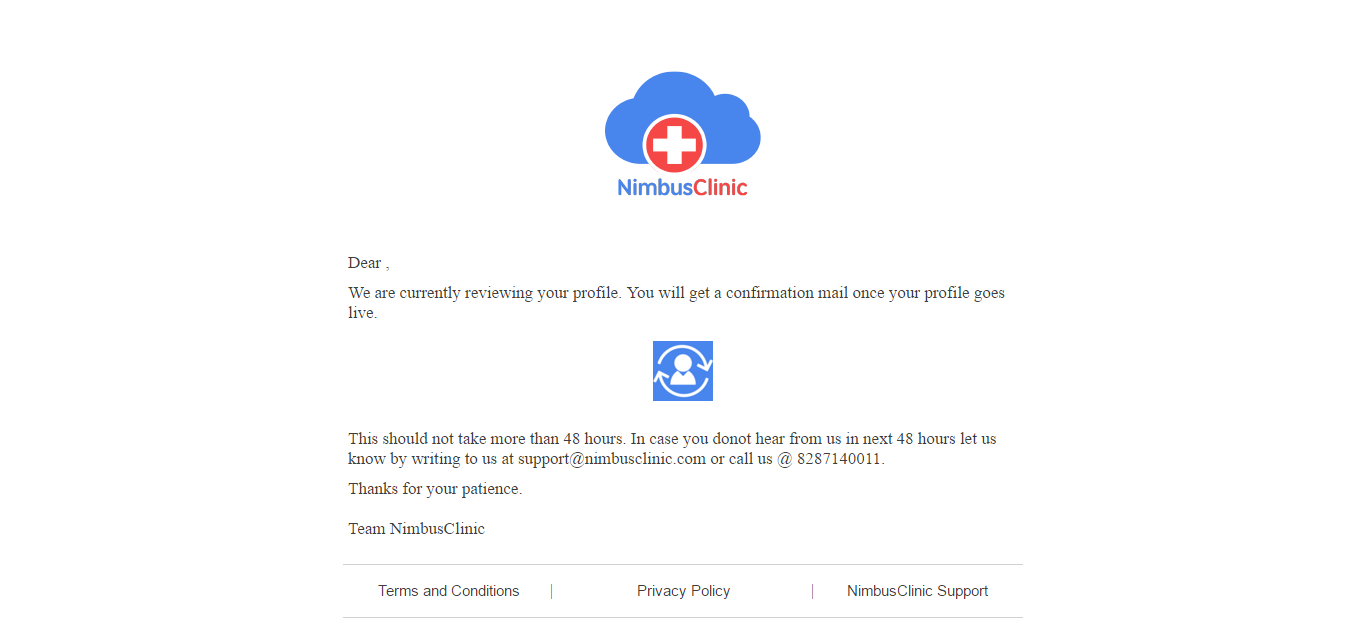 NimbusClinic
Dear ,
We are currently reviewing your profile. You will get a confirmation mail once your profile goes
live.
This should not take more than 48 hours. In case you donot hear from us in next 48 hours let us
know by writing to us at support@nimbusclinic.com or call us @ 8287140011.
Thanks for your patience.
Team NimbusClinic
Terms and Conditions | Privacy Policy | NimbusClinic Support